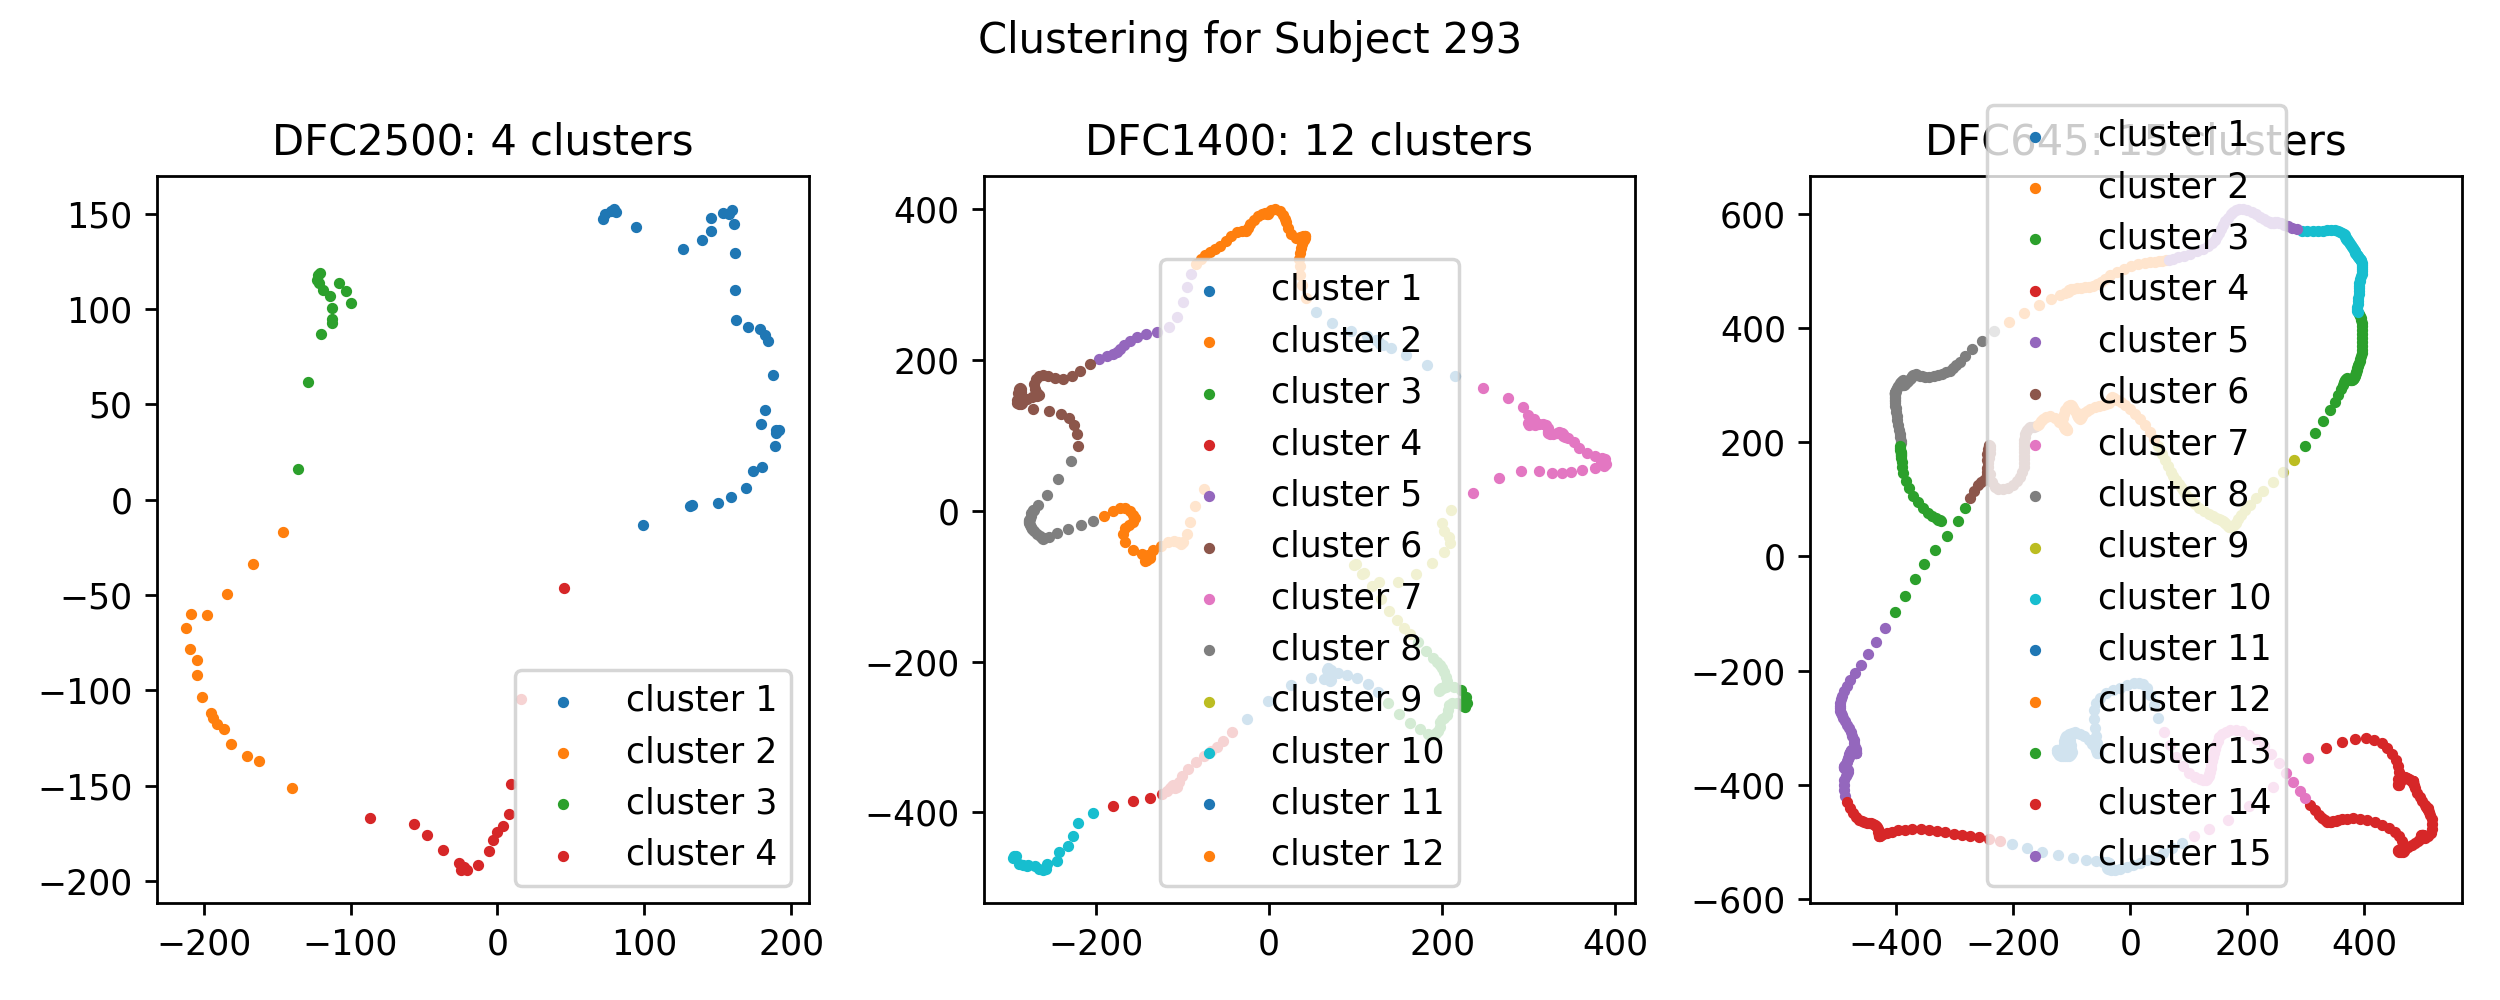 Clustering for Subject 293
DFC2500: 4 clusters
150
100
50
0
−50
−100
−150
−200
−200
−100
0
100
200
cluster 1
cluster 2
cluster 3
cluster 4
DFC1400: 12 clusters
400
200
0
−200
−400
−200
0
200
400
cluster 1
cluster 2
cluster 3
cluster 4
cluster 5
cluster 6
cluster 7
cluster 8
cluster 9
cluster 10
cluster 11
cluster 12
DFC645: 15 clusters
600
400
200
0
−200
−400
−600
−400
−200
0
200
400
cluster 1
cluster 2
cluster 3
cluster 4
cluster 5
cluster 6
cluster 7
cluster 8
cluster 9
cluster 10
cluster 11
cluster 12
cluster 13
cluster 14
cluster 15